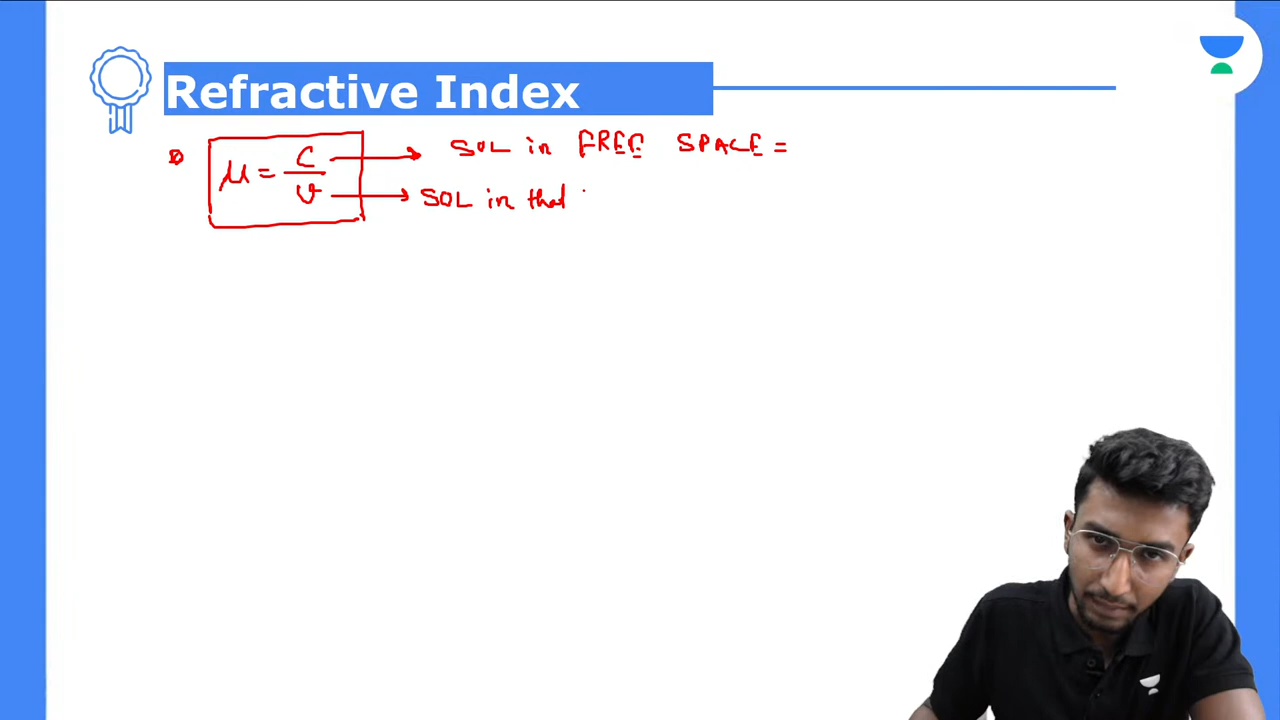 Refractive Index
μ = c/v → SOL in FREE SPACE =
→ SOL in that